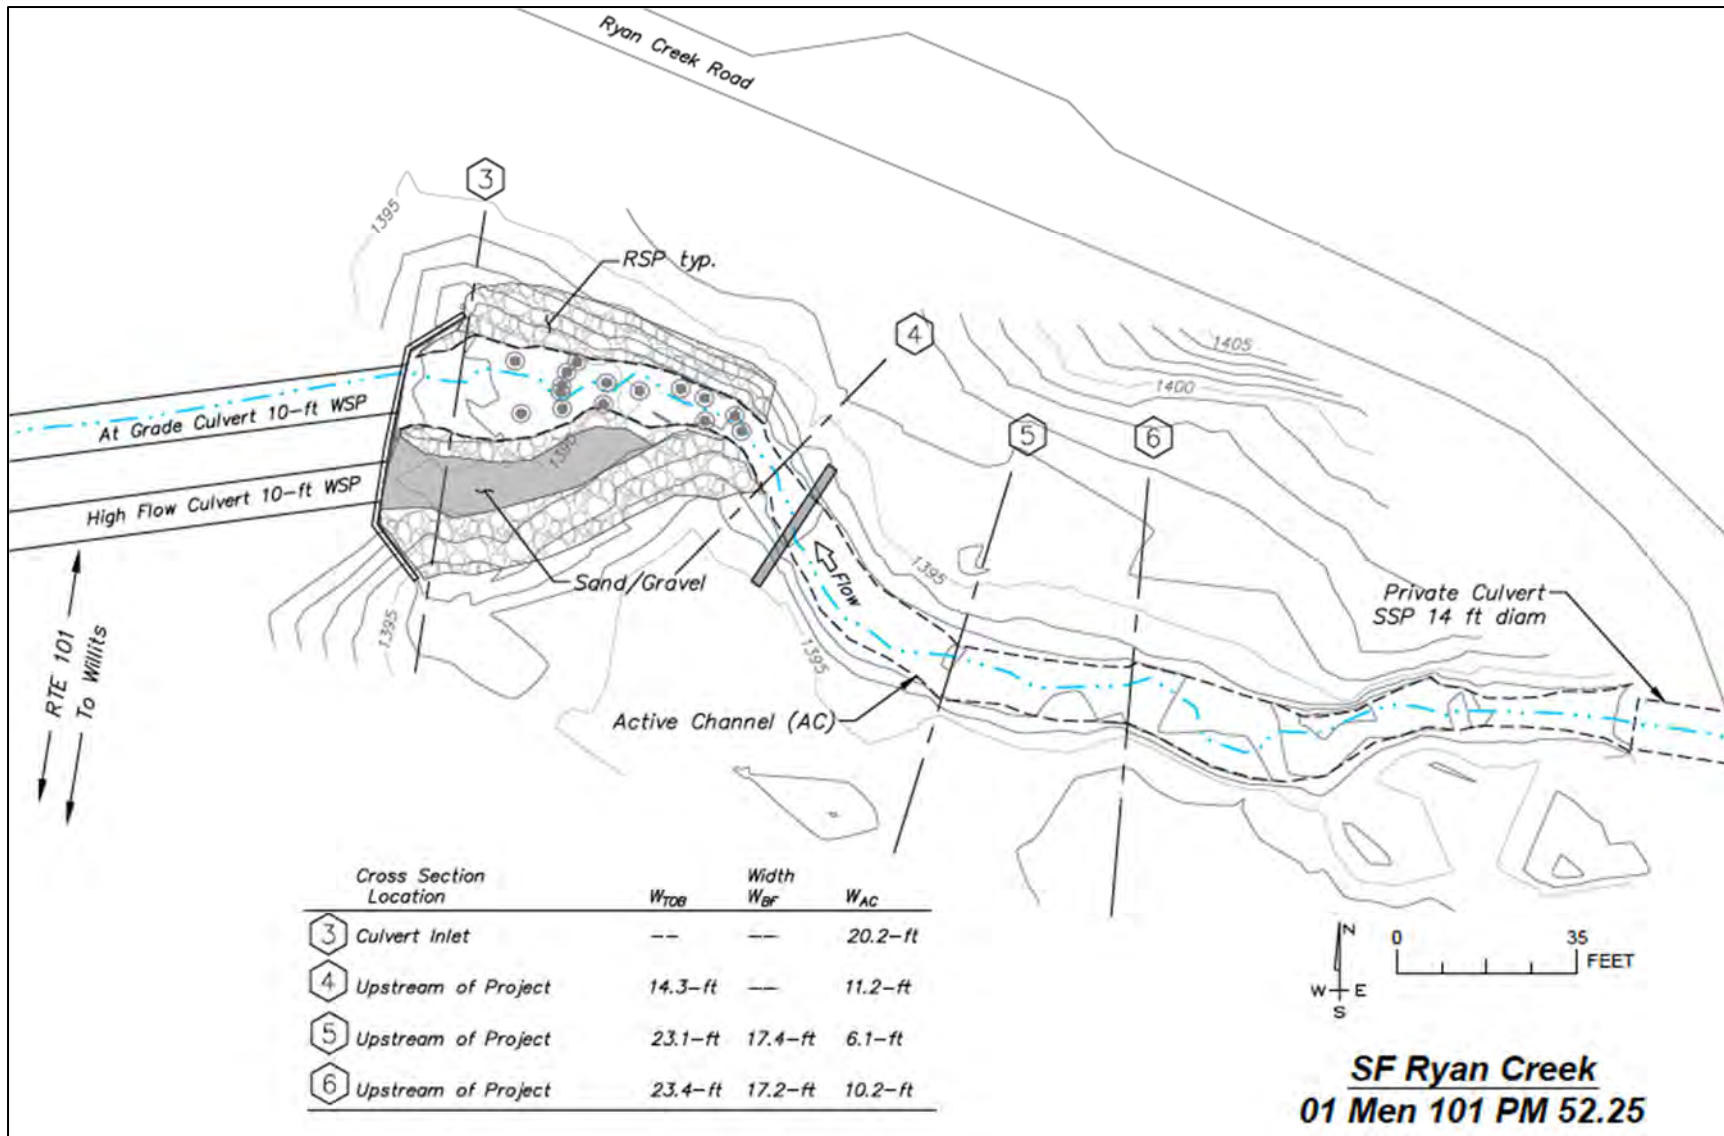 Ryan Creek Road
3
1395
RSP typ.
4
1405
1400
5
6
At Grade Culvert 10-ft WSP
1390
High Flow Culvert 10-ft WSP
Sand/Gravel
Flow
1395
Private Culvert
SSP 14 ft diam
1395
1395
RTE 101
To Willits
Active Channel (AC)
Cross Section
Location
Width
WTOB WBF WAC
3 Culvert Inlet -- -- 20.2-ft
4 Upstream of Project 14.3-ft -- 11.2-ft
5 Upstream of Project 23.1-ft 17.4-ft 6.1-ft
6 Upstream of Project 23.4-ft 17.2-ft 10.2-ft
N
W E
S
0 35
FEET
SF Ryan Creek
01 Men 101 PM 52.25